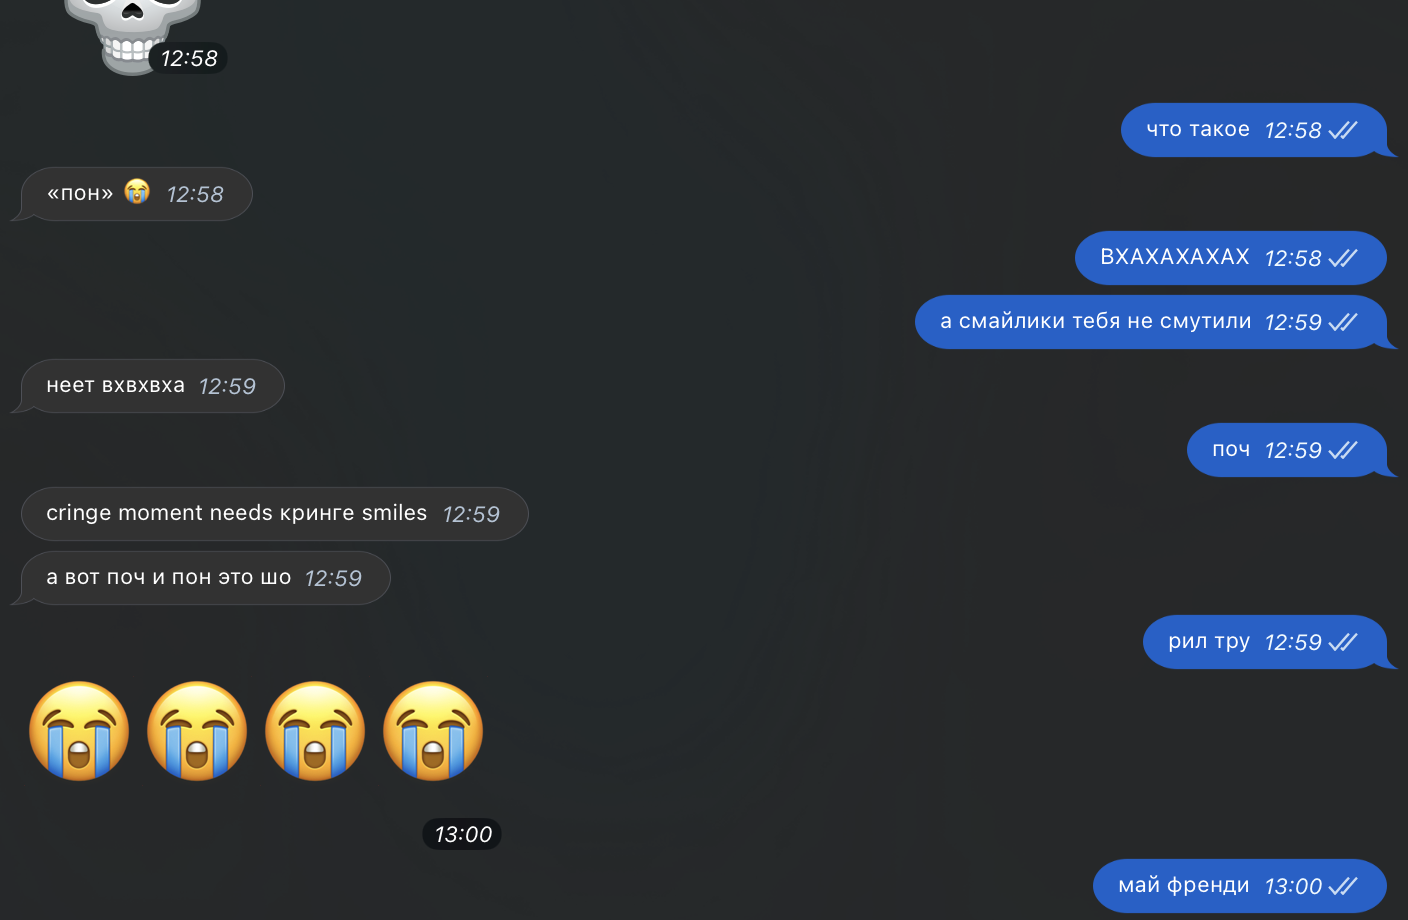 12:58
что такое 12:58
«пон» 😭 12:58
ВХАХАХАХАХ 12:58
а смайлики тебя не смутили 12:59
неет вхвхвха 12:59
поч 12:59
cringe moment needs кринге smiles 12:59
а вот поч и пон это шо 12:59
рил тру 12:59
😭😭😭😭
13:00
май френди 13:00